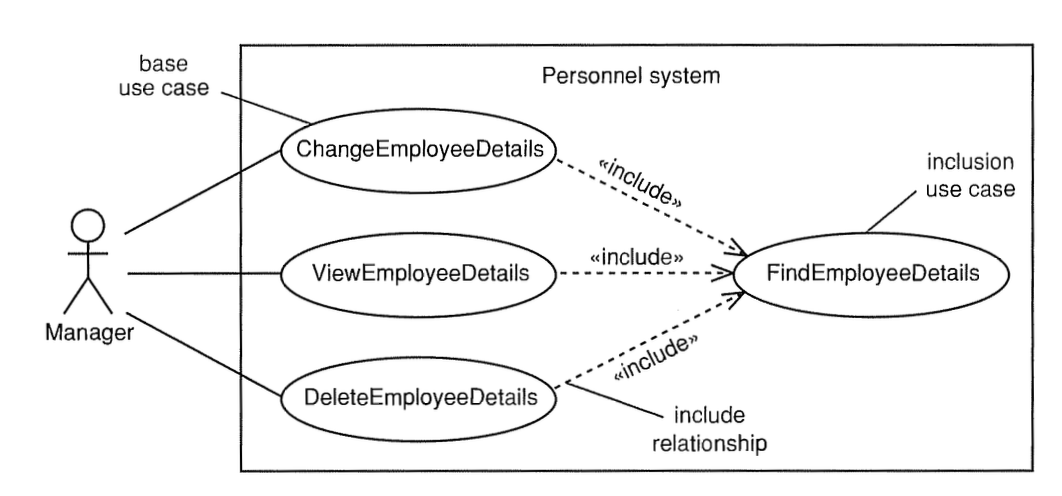 base
use case
Personnel system
ChangeEmployeeDetails
«include»
inclusion
use case
ViewEmployeeDetails
«include»
FindEmployeeDetails
Manager
DeleteEmployeeDetails
«include»
include
relationship